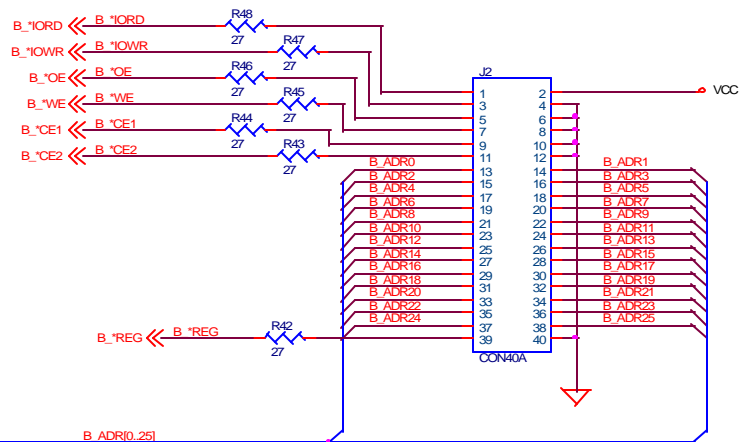 R48
B_*IORD B_*IORD
27
R47
B_*IOWR B_*IOWR
27
R46
B_*OE B_*OE
27
R45
B_*WE B_*WE
27
R44
B_*CE1 B_*CE1
27
R43
B_*CE2 B_*CE2
27
J2
1 2 VCC
3 4
5 6
7 8
9 10
11 12
B_ADR0 13 14 B_ADR1
B_ADR2 15 16 B_ADR3
B_ADR4 17 18 B_ADR5
B_ADR6 19 20 B_ADR7
B_ADR8 21 22 B_ADR9
B_ADR10 23 24 B_ADR11
B_ADR12 25 26 B_ADR13
B_ADR14 27 28 B_ADR15
B_ADR16 29 30 B_ADR17
B_ADR18 31 32 B_ADR19
B_ADR20 33 34 B_ADR21
B_ADR22 35 36 B_ADR23
B_ADR24 37 38 B_ADR25
R42
B_*REG B_*REG 39 40
27
CON40A
B_ADR[0..25]